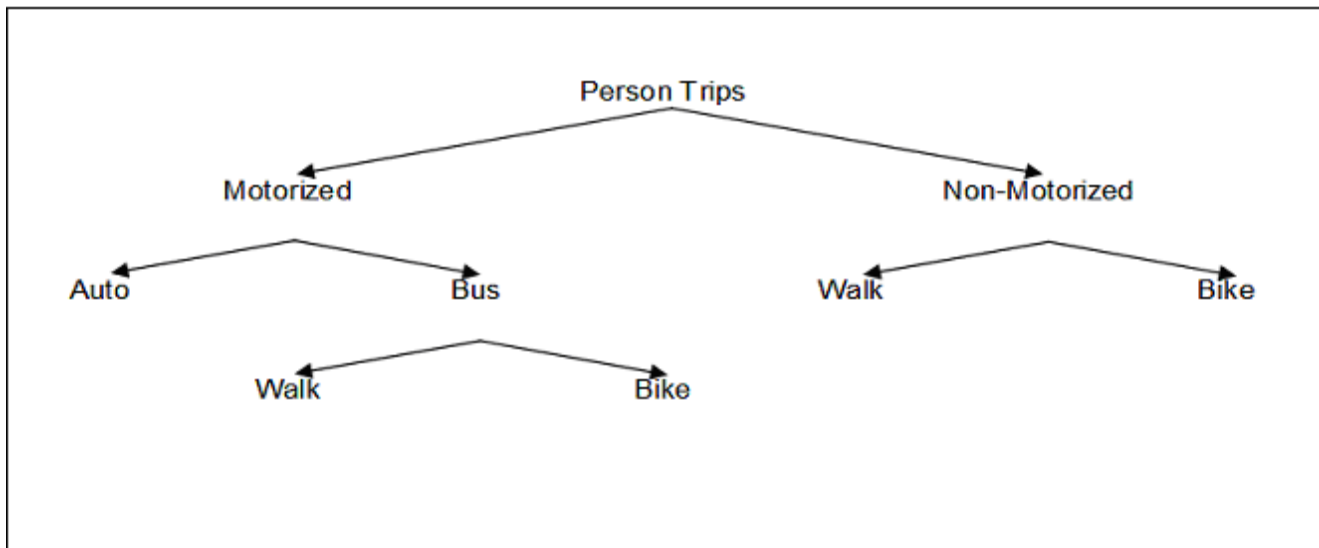 Person Trips
Motorized
Non-Motorized
Auto
Bus
Walk
Bike
Walk
Bike